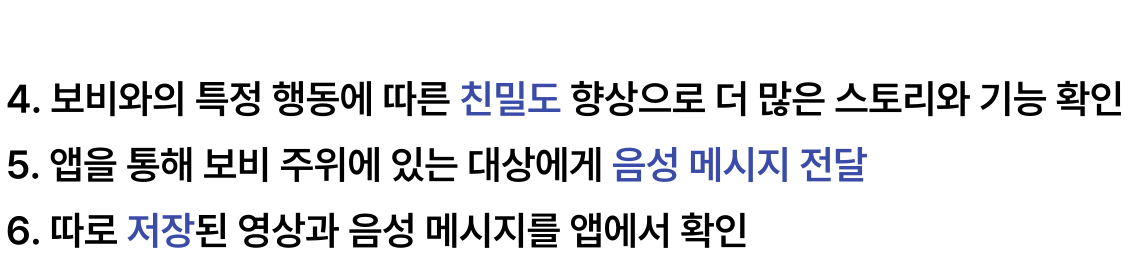 4. 보비와의 특정 행동에 따른 친밀도 향상으로 더 많은 스토리와 기능 확인
5. 앱을 통해 보비 주위에 있는 대상에게 음성 메시지 전달
6. 따로 저장된 영상과 음성 메시지를 앱에서 확인